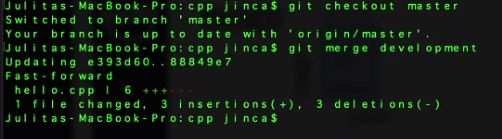 Julitas-MacBook-Pro:cpp jinca$ git checkout master
Switched to branch 'master'
Your branch is up to date with 'origin/master'.
Julitas-MacBook-Pro:cpp jinca$ git merge development
Updating e393d60..88849e7
Fast-forward
 hello.cpp | 6 +++---
 1 file changed, 3 insertions(+), 3 deletions(-)
Julitas-MacBook-Pro:cpp jinca$